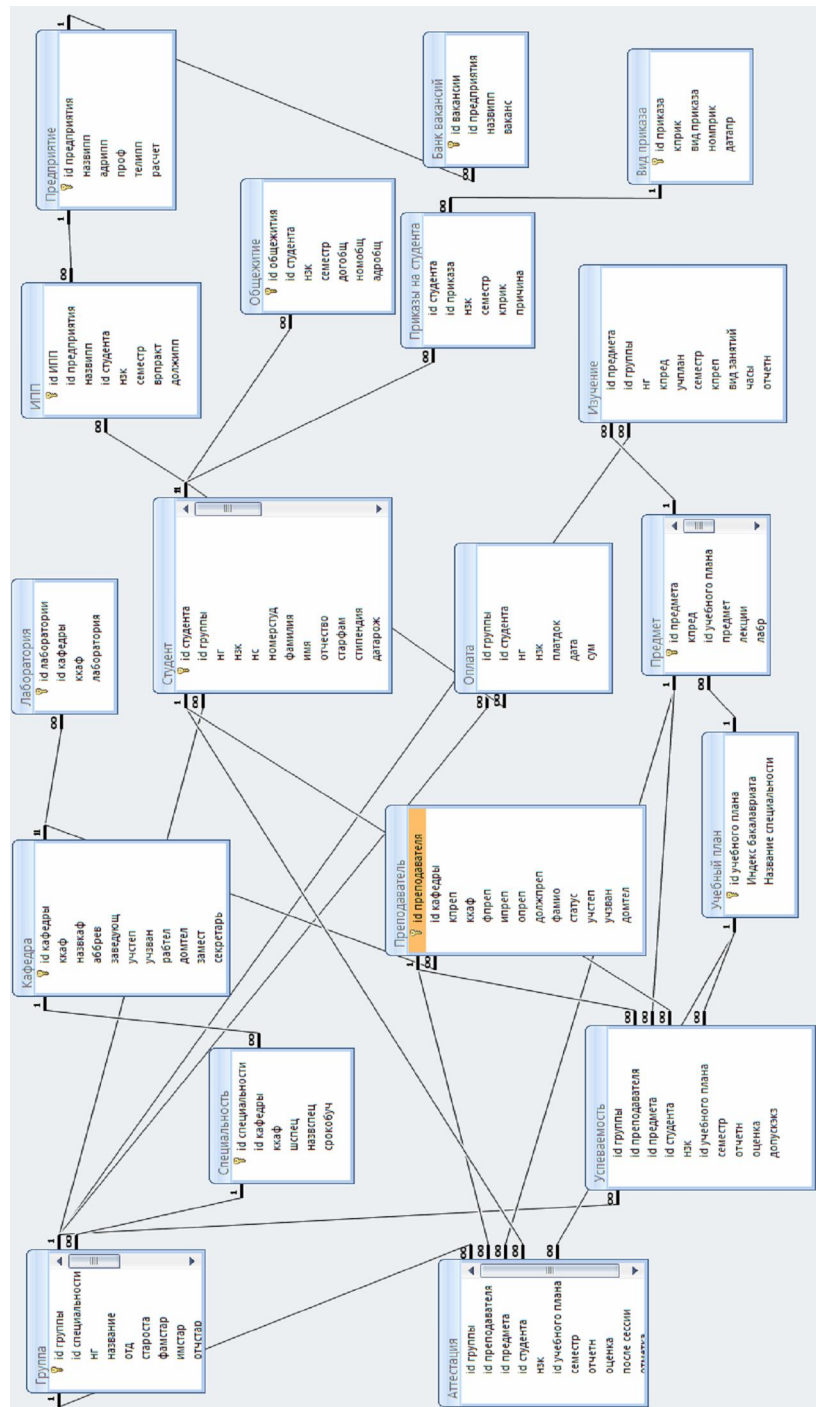 Группа
id группы
id специальности
нг
название
отд
староста
фамстар
имстар
отчстар
Кафедра
id кафедры
ккаф
назвкаф
аббрев
заведующ
учстеп
учзван
рабтел
домтел
замест
секретарь
Лаборатория
id лаборатории
id кафедры
ккаф
лаборатория
ИПП
id ИПП
id предприятия
назвипп
id студента
нзк
семестр
врпракт
должипп
Предприятие
id предприятия
назвипп
адрипп
проф
телипп
расчет
Специальность
id специальности
id кафедры
ккаф
шспец
назвспец
срокобуч
Студент
id студента
id группы
нг
нзк
нс
номерстуд
фамилия
имя
отчество
старфам
стипендия
датарож
Общежитие
id общежития
id студента
нзк
семестр
догобщ
номобщ
адробщ
Аттестация
id группы
id преподавателя
id предмета
id студента
нзк
id учебного плана
семестр
отчетн
оценка
после сессии
отметка
Преподаватель
id преподавателя
id кафедры
кпреп
ккаф
фпреп
ипреп
опреп
должпреп
фамио
статус
учстеп
учзван
домтел
Оплата
id группы
id студента
нг
нзк
платдок
дата
сум
Приказы на студента
id студента
id приказа
нзк
семестр
кприк
причина
Банк вакансий
id вакансии
id предприятия
назвипп
ваканс
Успеваемость
id группы
id преподавателя
id предмета
id студента
нзк
id учебного плана
семестр
отчетн
оценка
допускэкз
Учебный план
id учебного плана
Индекс бакалавриата
Название специальности
Предмет
id предмета
кпред
id учебного плана
предмет
лекции
лабр
Изучение
id предмета
id группы
нг
кпред
учплан
семестр
кпреп
вид занятий
часы
отчетн
Вид приказа
id приказа
кприк
вид приказа
номприк
датапр